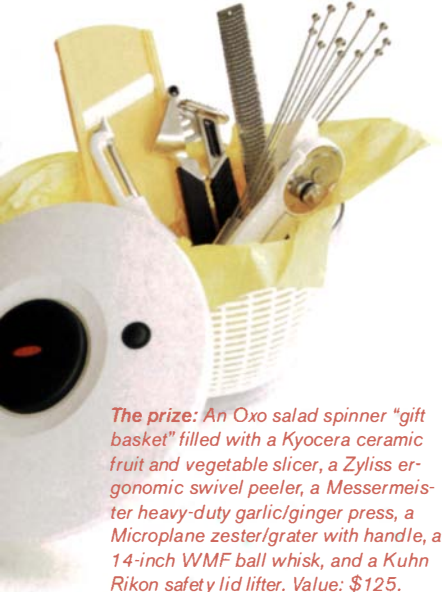 The prize: An Oxo salad spinner “gift
basket” filled with a Kyocera ceramic
fruit and vegetable slicer, a Zyliss er-
gonomic swivel peeler, a Messermeis-
ter heavy-duty garlic/ginger press, a
Microplane zester/grater with handle, a
14-inch WMF ball whisk, and a Kuhn
Rikon safety lid lifter. Value: $125.